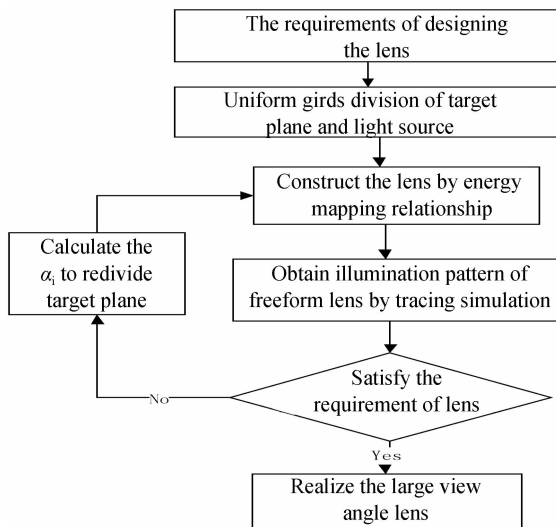 The requirements of designing
the lens
Uniform girds division of target
plane and light source
Construct the lens by energy
mapping relationship
Calculate the
αi to redivide
target plane
Obtain illumination pattern of
freeform lens by tracing simulation
Satisfy the
requirement of lens
No
Yes
Realize the large view
angle lens